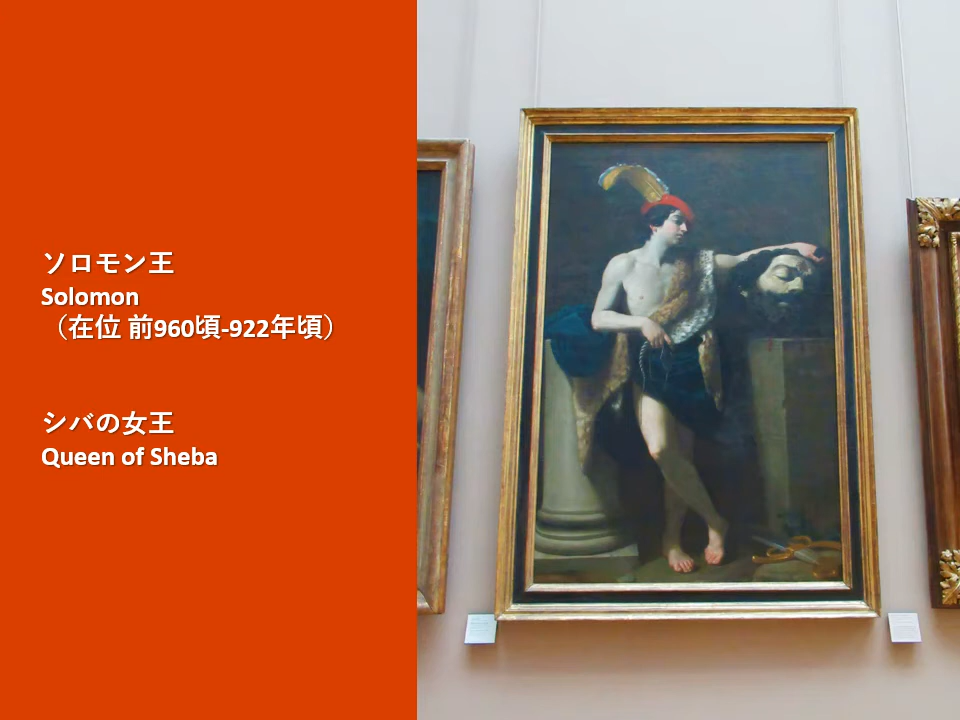 ソロモン王
Solomon
（在位 前960頃-922年頃）
シバの女王
Queen of Sheba